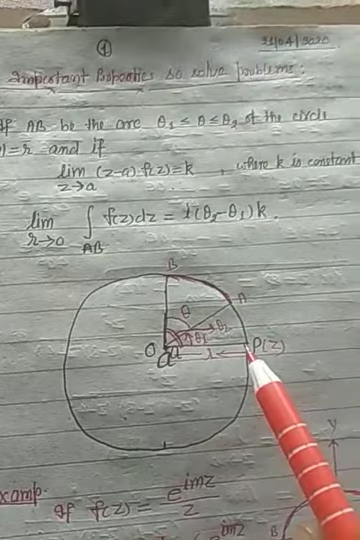 ①
21/04/2020
Important Properties to solve problems:
If AB be the arc θ₁ ≤ θ ≤ θ₂ of the circle
|=r and if
lim (z-a) f(z)=k , where k is constant
z→a
lim ∫ f(z)dz = i(θ₂-θ₁)k.
r→0 AB
B
A
θ
θ₂
θ₁
O a r P(z)
Y
Examp. If f(z) = e^{imz}/z
B
e^{imz}